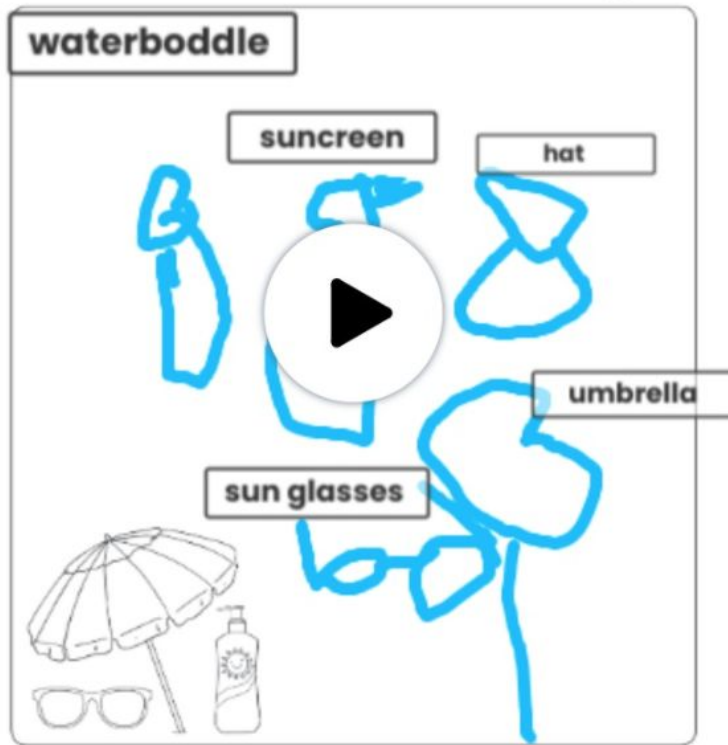 waterboddle
suncreen
hat
umbrella
sun glasses